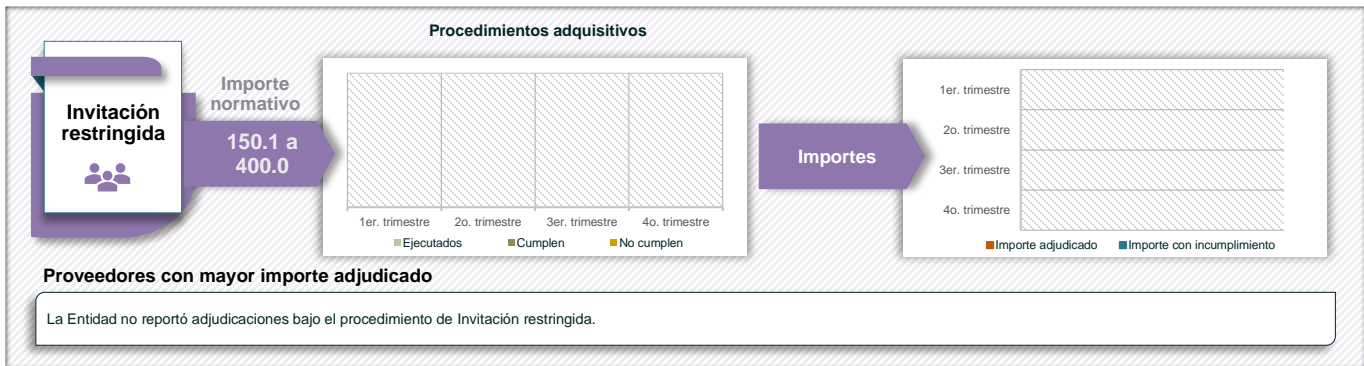 Procedimientos adquisitivos
Invitación
restringida
Importe
normativo
150.1 a
400.0
1er. trimestre
2o. trimestre
3er. trimestre
4o. trimestre
Ejecutados
Cumplen
No cumplen
Importes
1er. trimestre
2o. trimestre
3er. trimestre
4o. trimestre
Importe adjudicado
Importe con incumplimiento
Proveedores con mayor importe adjudicado
La Entidad no reportó adjudicaciones bajo el procedimiento de Invitación restringida.